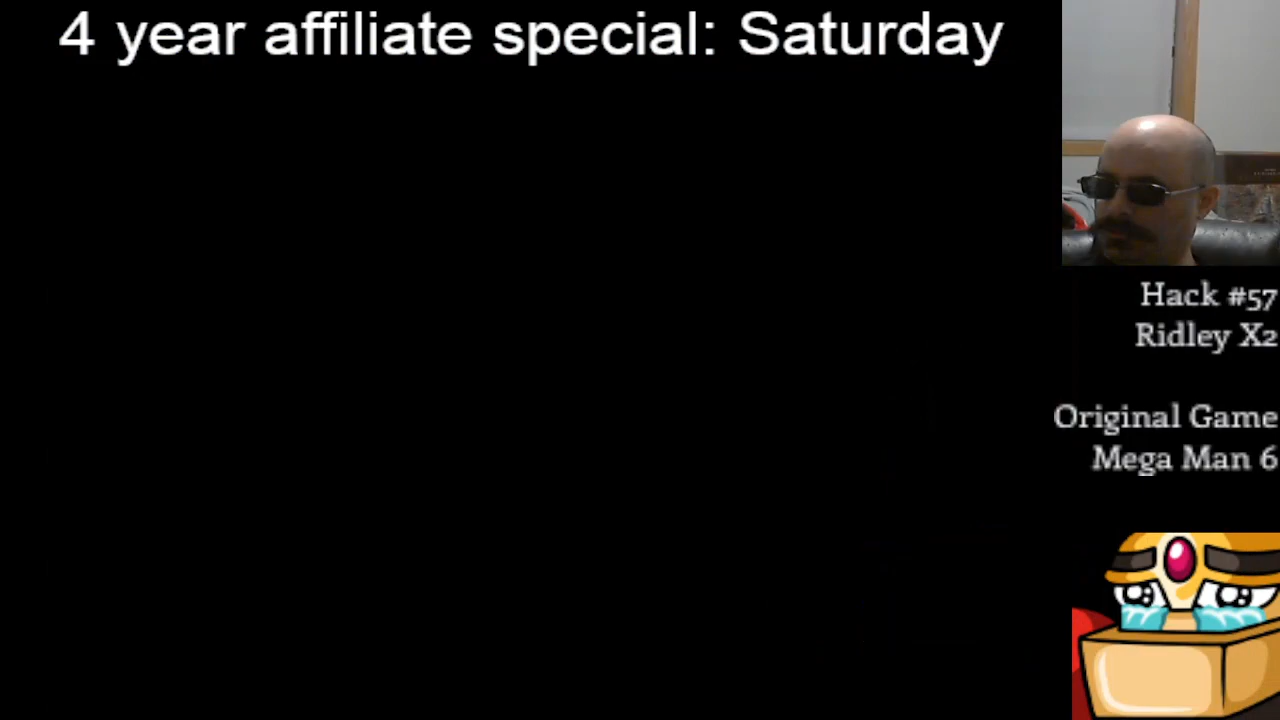 4 year affiliate special: Saturday
Hack #57
Ridley X2
Original Game
Mega Man 6